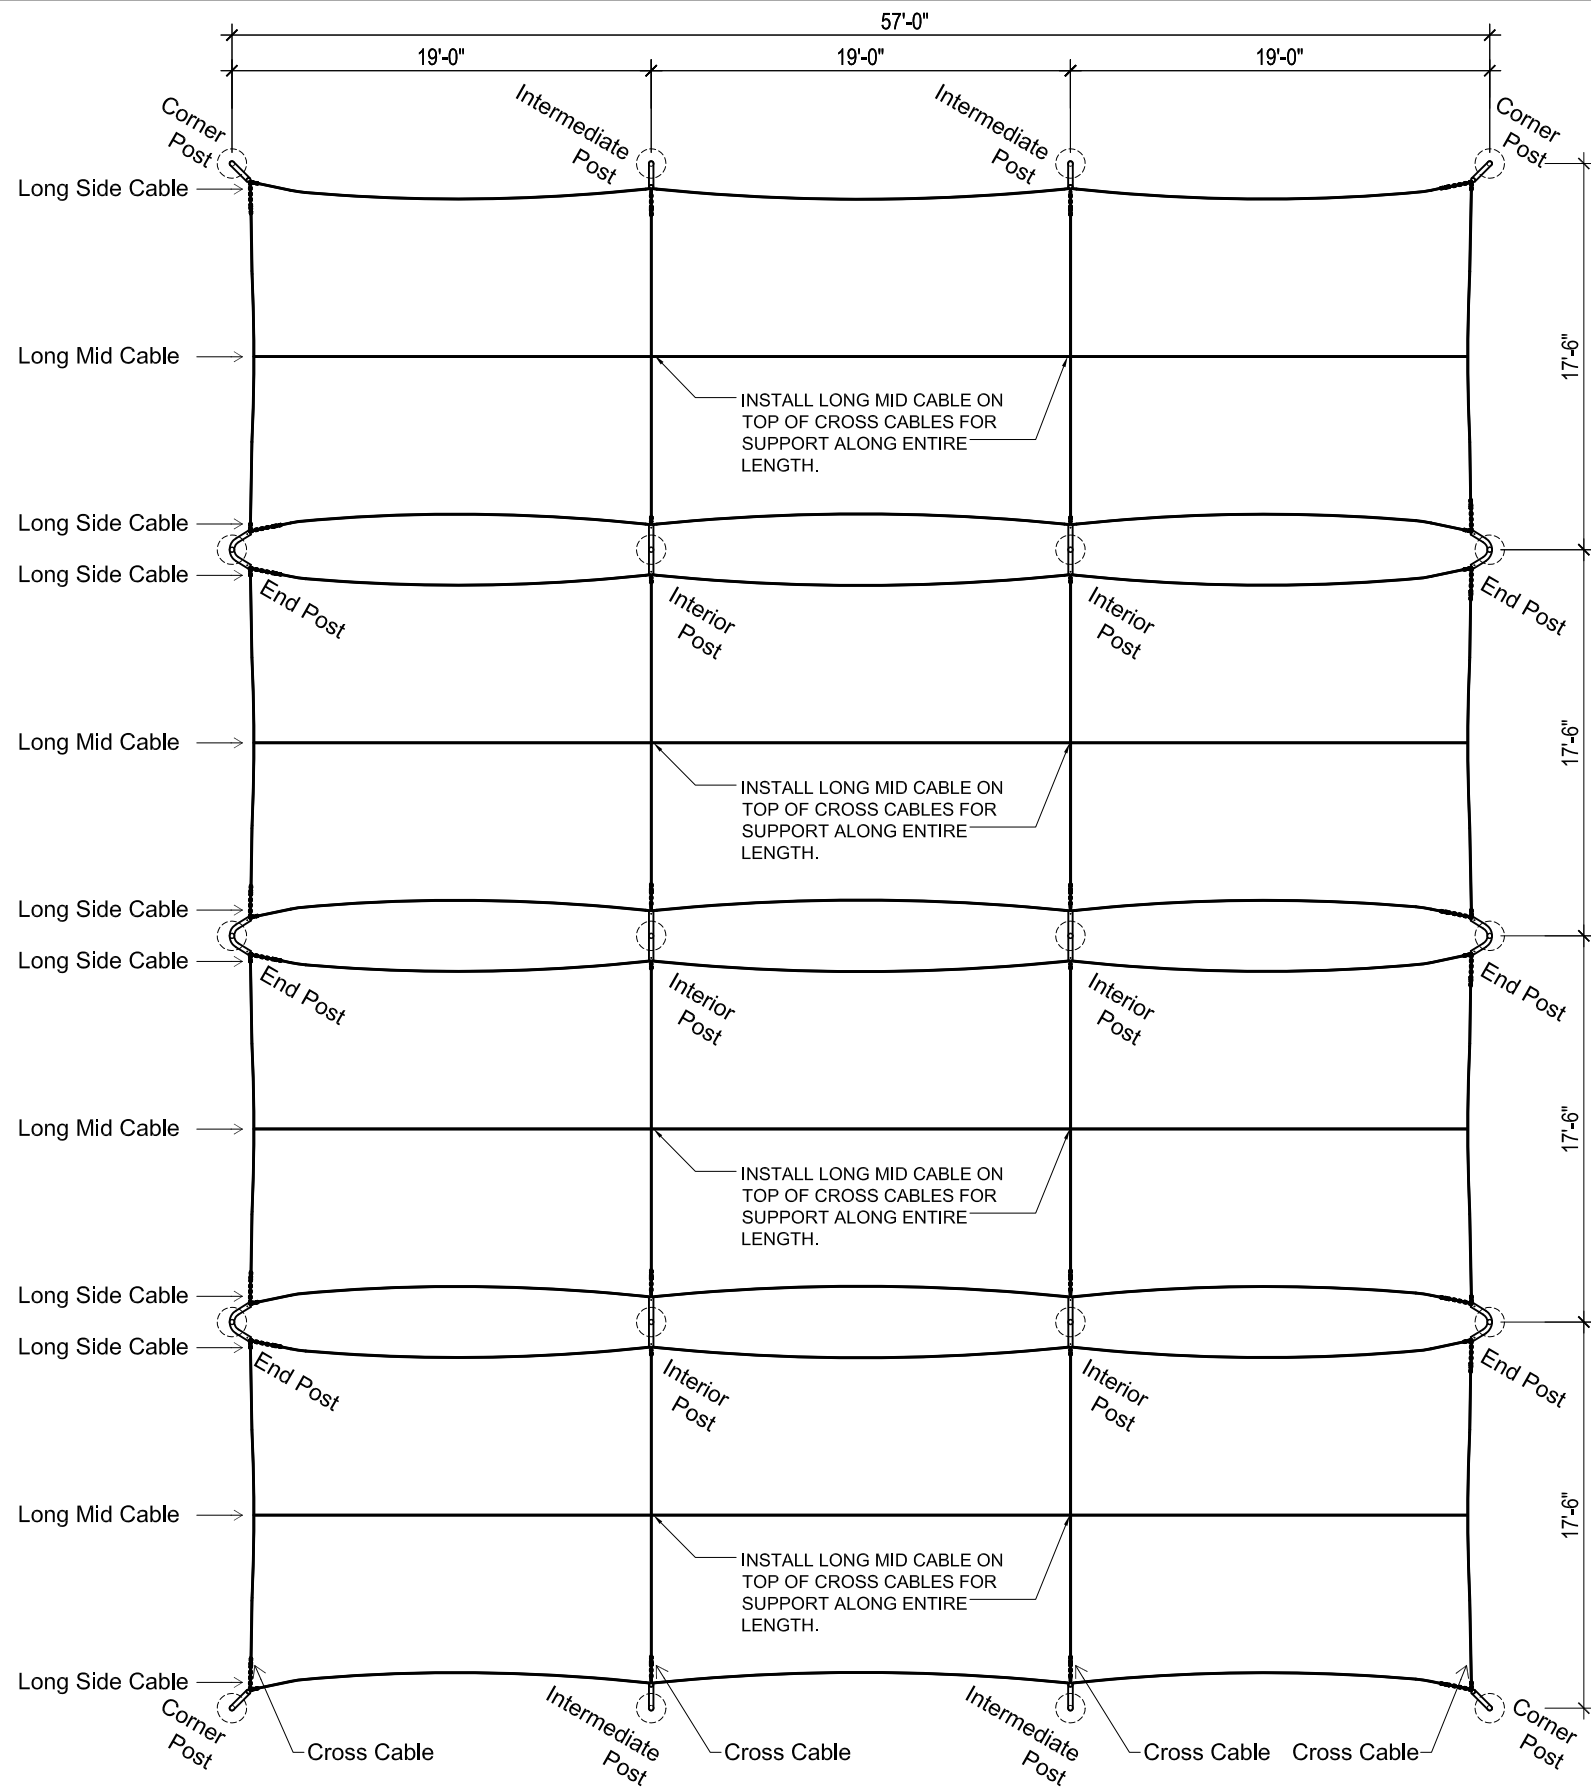 57'-0"
19'-0"
19'-0"
19'-0"
Corner
Post
Intermediate
Post
Intermediate
Post
Corner
Post
Long Side Cable
17'-6"
Long Mid Cable
INSTALL LONG MID CABLE ON
TOP OF CROSS CABLES FOR
SUPPORT ALONG ENTIRE
LENGTH.
Long Side Cable
Long Side Cable
End Post
Interior
Post
Interior
Post
End Post
17'-6"
Long Mid Cable
INSTALL LONG MID CABLE ON
TOP OF CROSS CABLES FOR
SUPPORT ALONG ENTIRE
LENGTH.
Long Side Cable
Long Side Cable
End Post
Interior
Post
Interior
Post
End Post
17'-6"
Long Mid Cable
INSTALL LONG MID CABLE ON
TOP OF CROSS CABLES FOR
SUPPORT ALONG ENTIRE
LENGTH.
Long Side Cable
Long Side Cable
End Post
Interior
Post
Interior
Post
End Post
17'-6"
Long Mid Cable
INSTALL LONG MID CABLE ON
TOP OF CROSS CABLES FOR
SUPPORT ALONG ENTIRE
LENGTH.
Long Side Cable
Corner
Post
Cross Cable
Intermediate
Post
Cross Cable
Intermediate
Post
Cross Cable
Cross Cable
Corner
Post